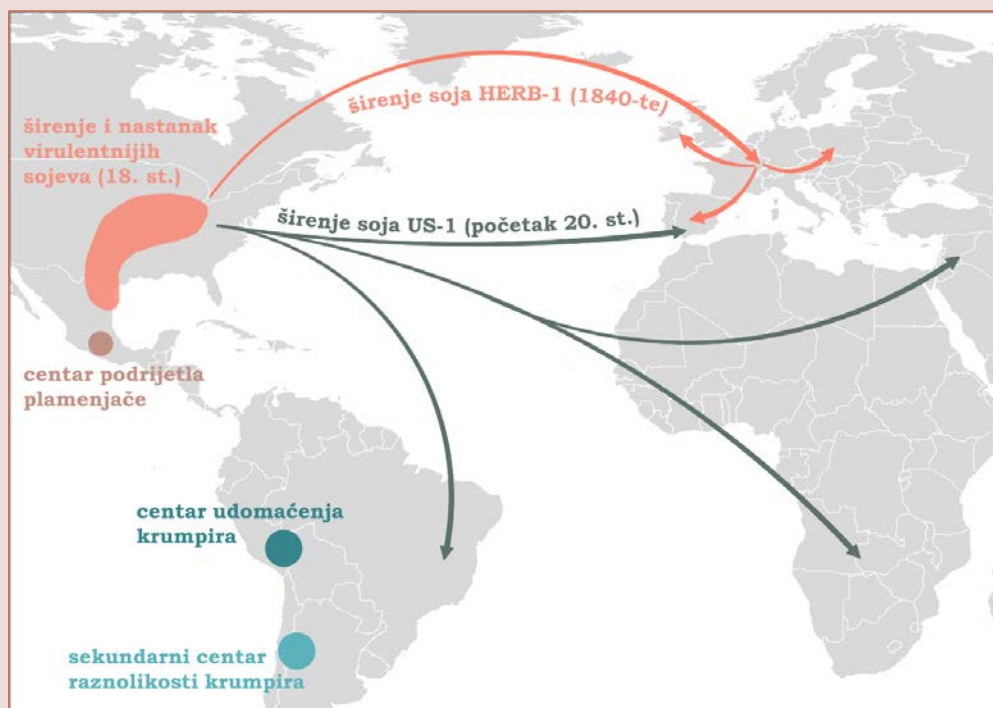 širenje soja HERB-1 (1840-te)
širenje i nastanak
virulentnijih
sojeva (18. st.)
širenje soja US-1 (početak 20. st.)
centar podrijetla
plamenjače
centar udomaćenja
krumpira
sekundarni centar
raznolikosti krumpira